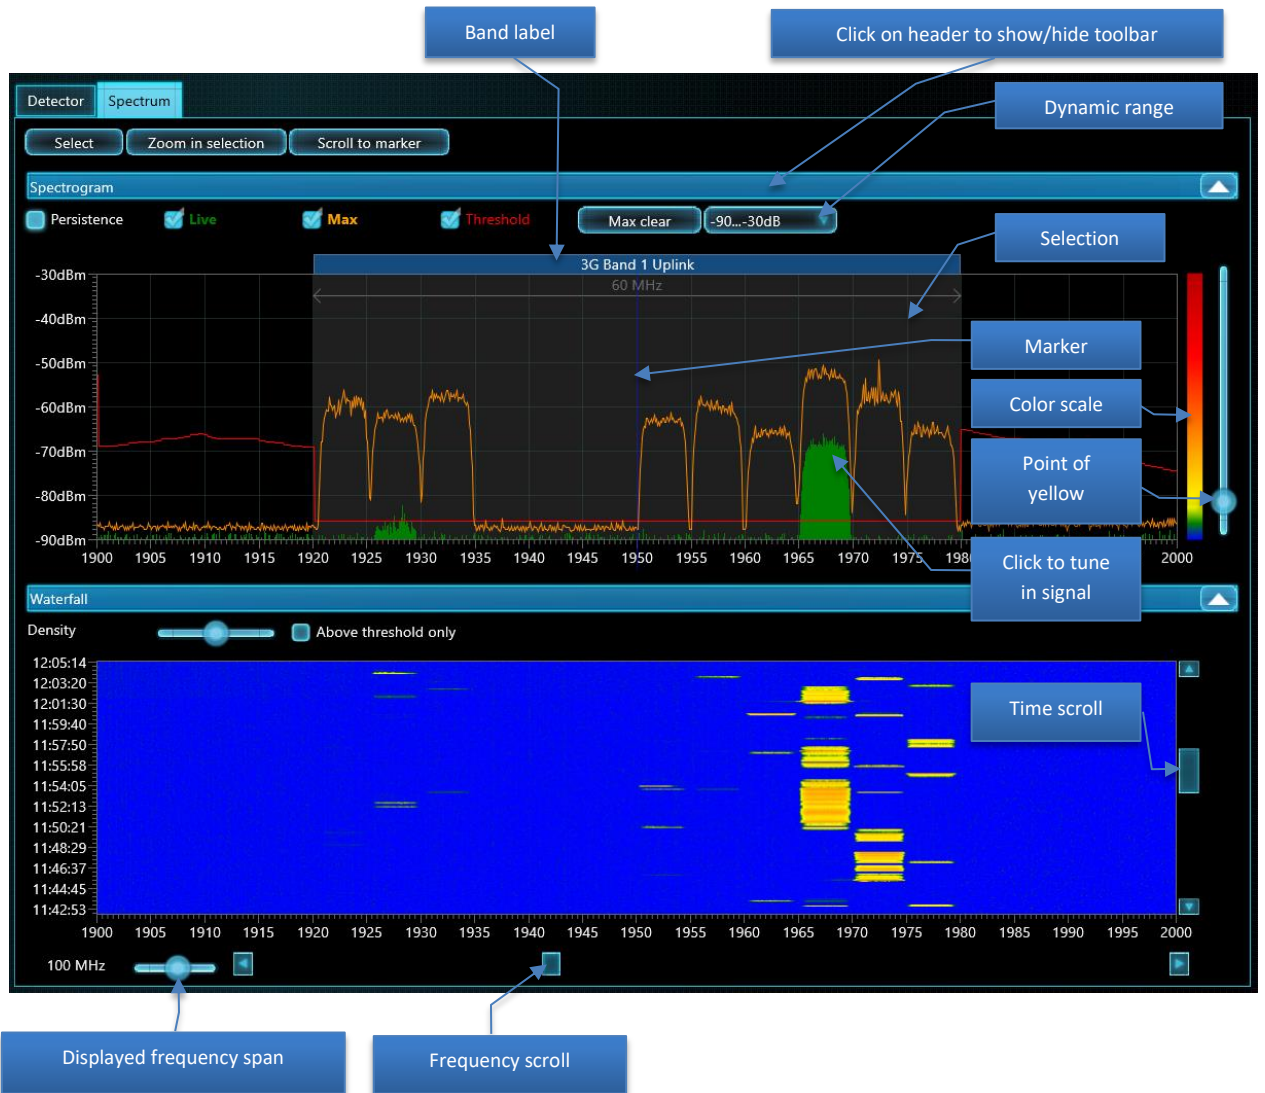 Band label
Click on header to show/hide toolbar
Detector
Spectrum
Dynamic range
Select
Zoom in selection
Scroll to marker
Spectrogram
Persistence
Live
Max
Threshold
Max clear
-90...-30dB
Selection
3G Band 1 Uplink
60 MHz
-30dBm
-40dBm
-50dBm
-60dBm
-70dBm
-80dBm
-90dBm
Marker
Color scale
Point of
yellow
1900 1905 1910 1915 1920 1925 1930 1935 1940 1945 1950 1955 1960 1965 1970 1975 1980 2000
Click to tune
in signal
Waterfall
Density
Above threshold only
12:05:14
12:03:20
12:01:30
11:59:40
11:57:50
11:55:58
11:54:05
11:52:13
11:50:21
11:48:29
11:46:37
11:44:45
11:42:53
Time scroll
1900 1905 1910 1915 1920 1925 1930 1935 1940 1945 1950 1955 1960 1965 1970 1975 1980 1985 1990 1995 2000
100 MHz
Displayed frequency span
Frequency scroll